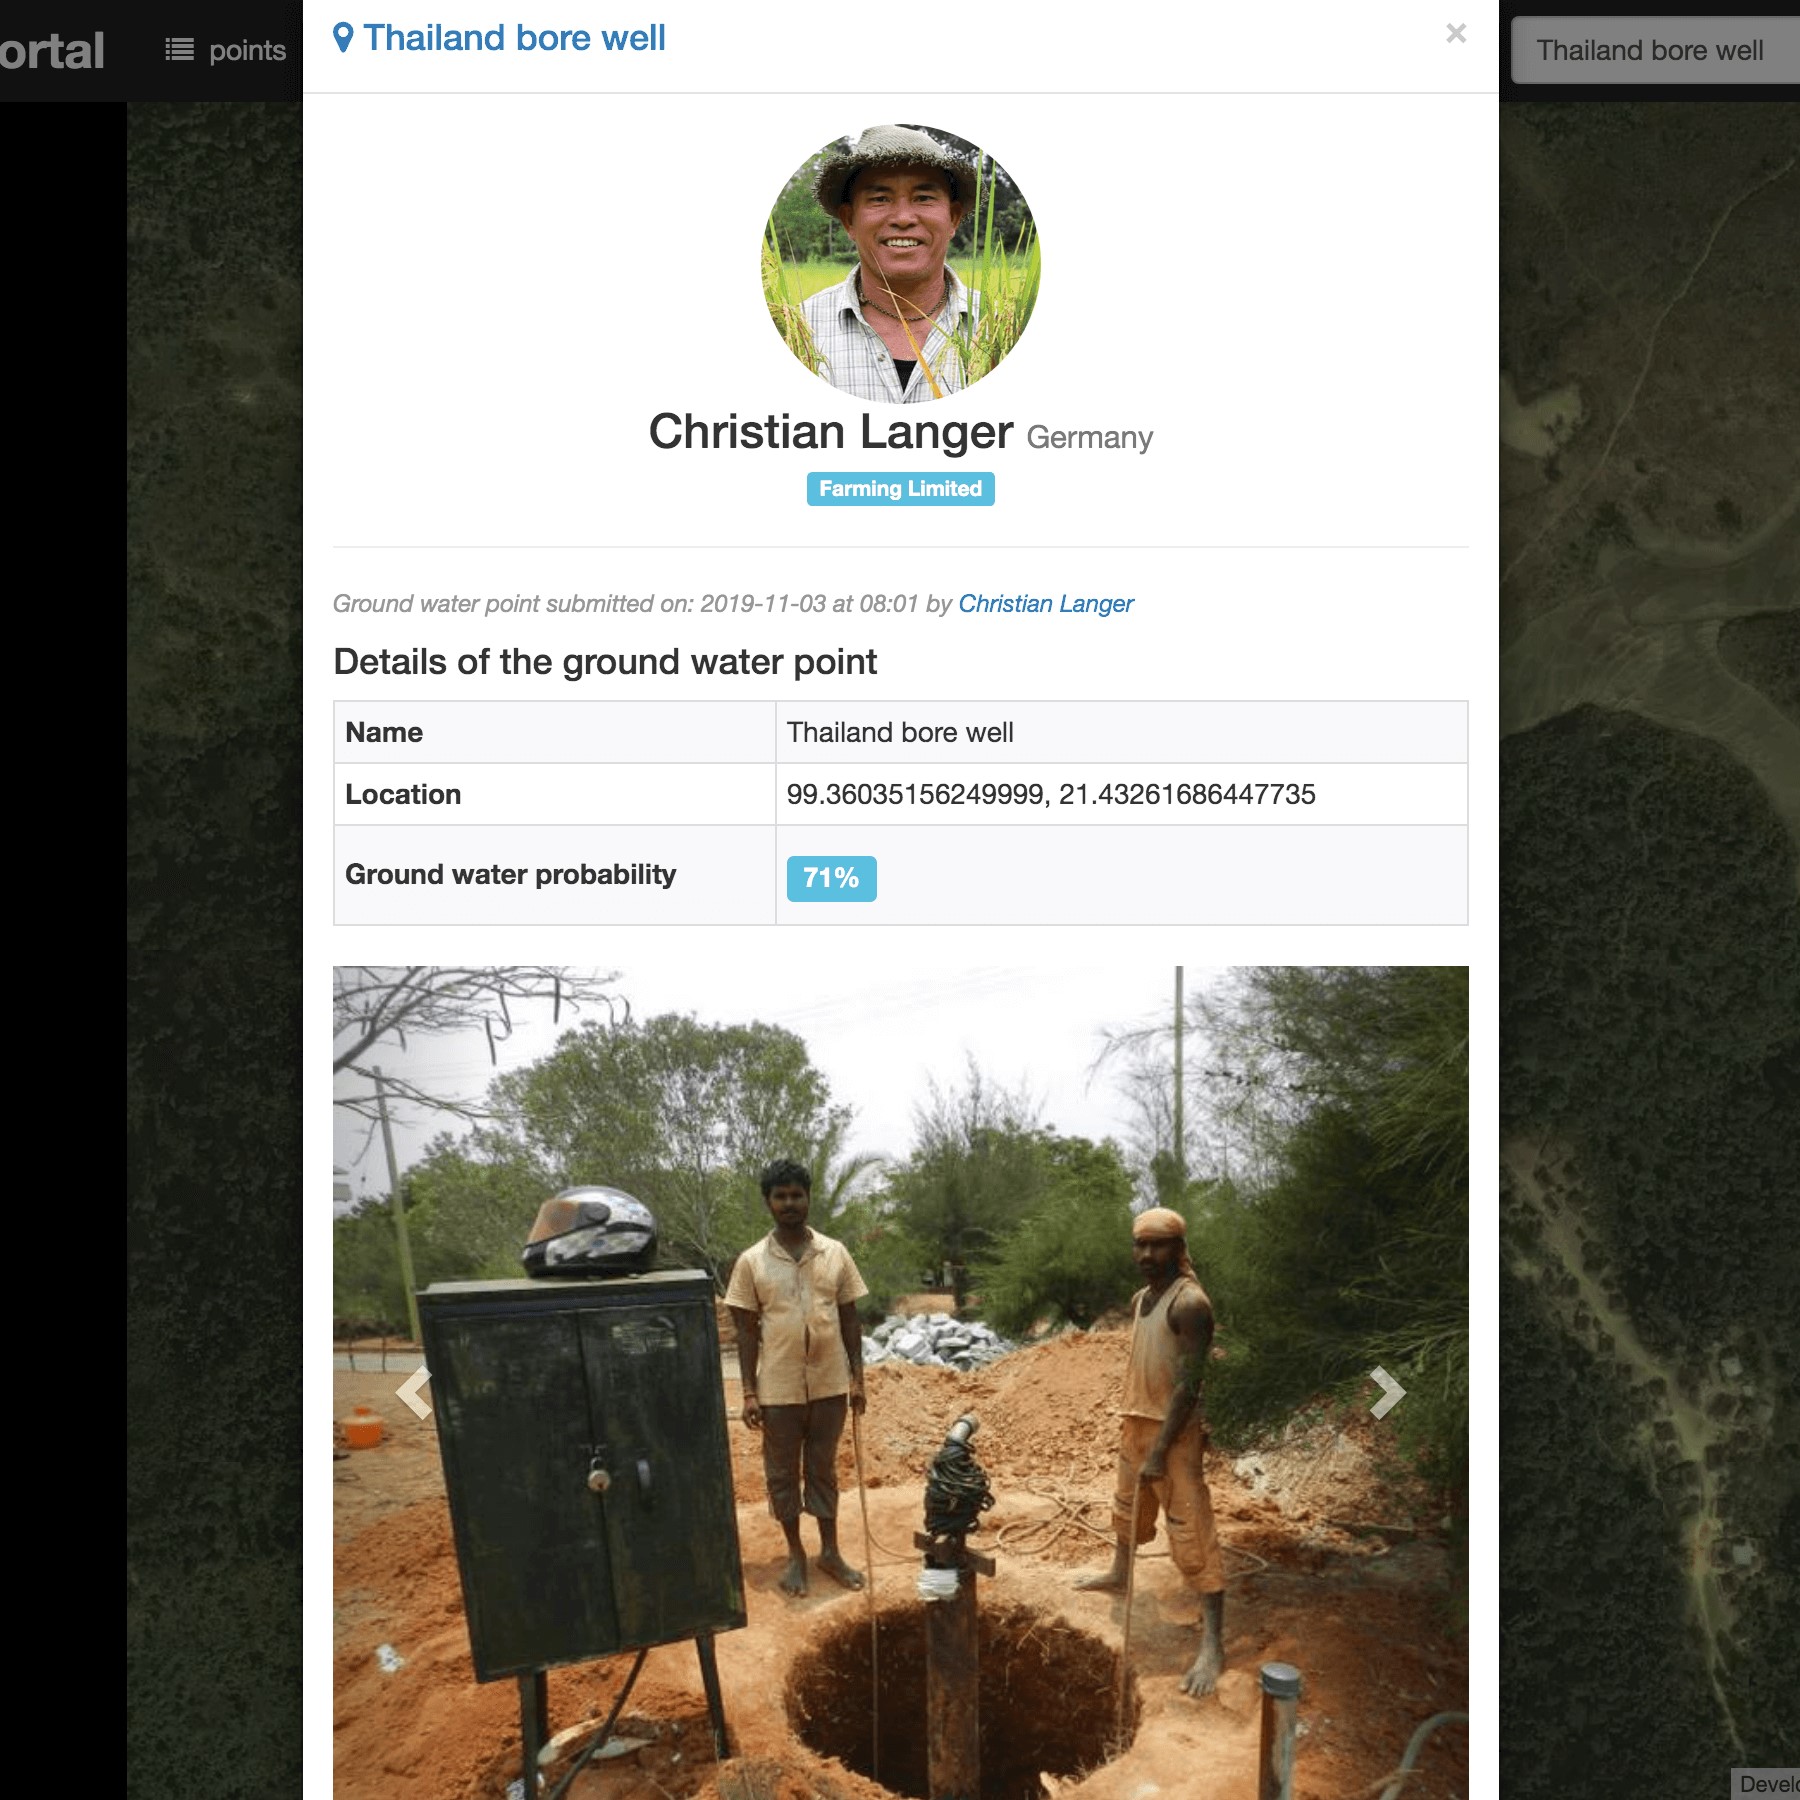 ortal
points
Thailand bore well
×
Thailand bore well
Christian Langer Germany
Farming Limited
Ground water point submitted on: 2019-11-03 at 08:01 by Christian Langer
Details of the ground water point
Name Thailand bore well
Location 99.36035156249999, 21.43261686447735
Ground water probability 71%
Develo